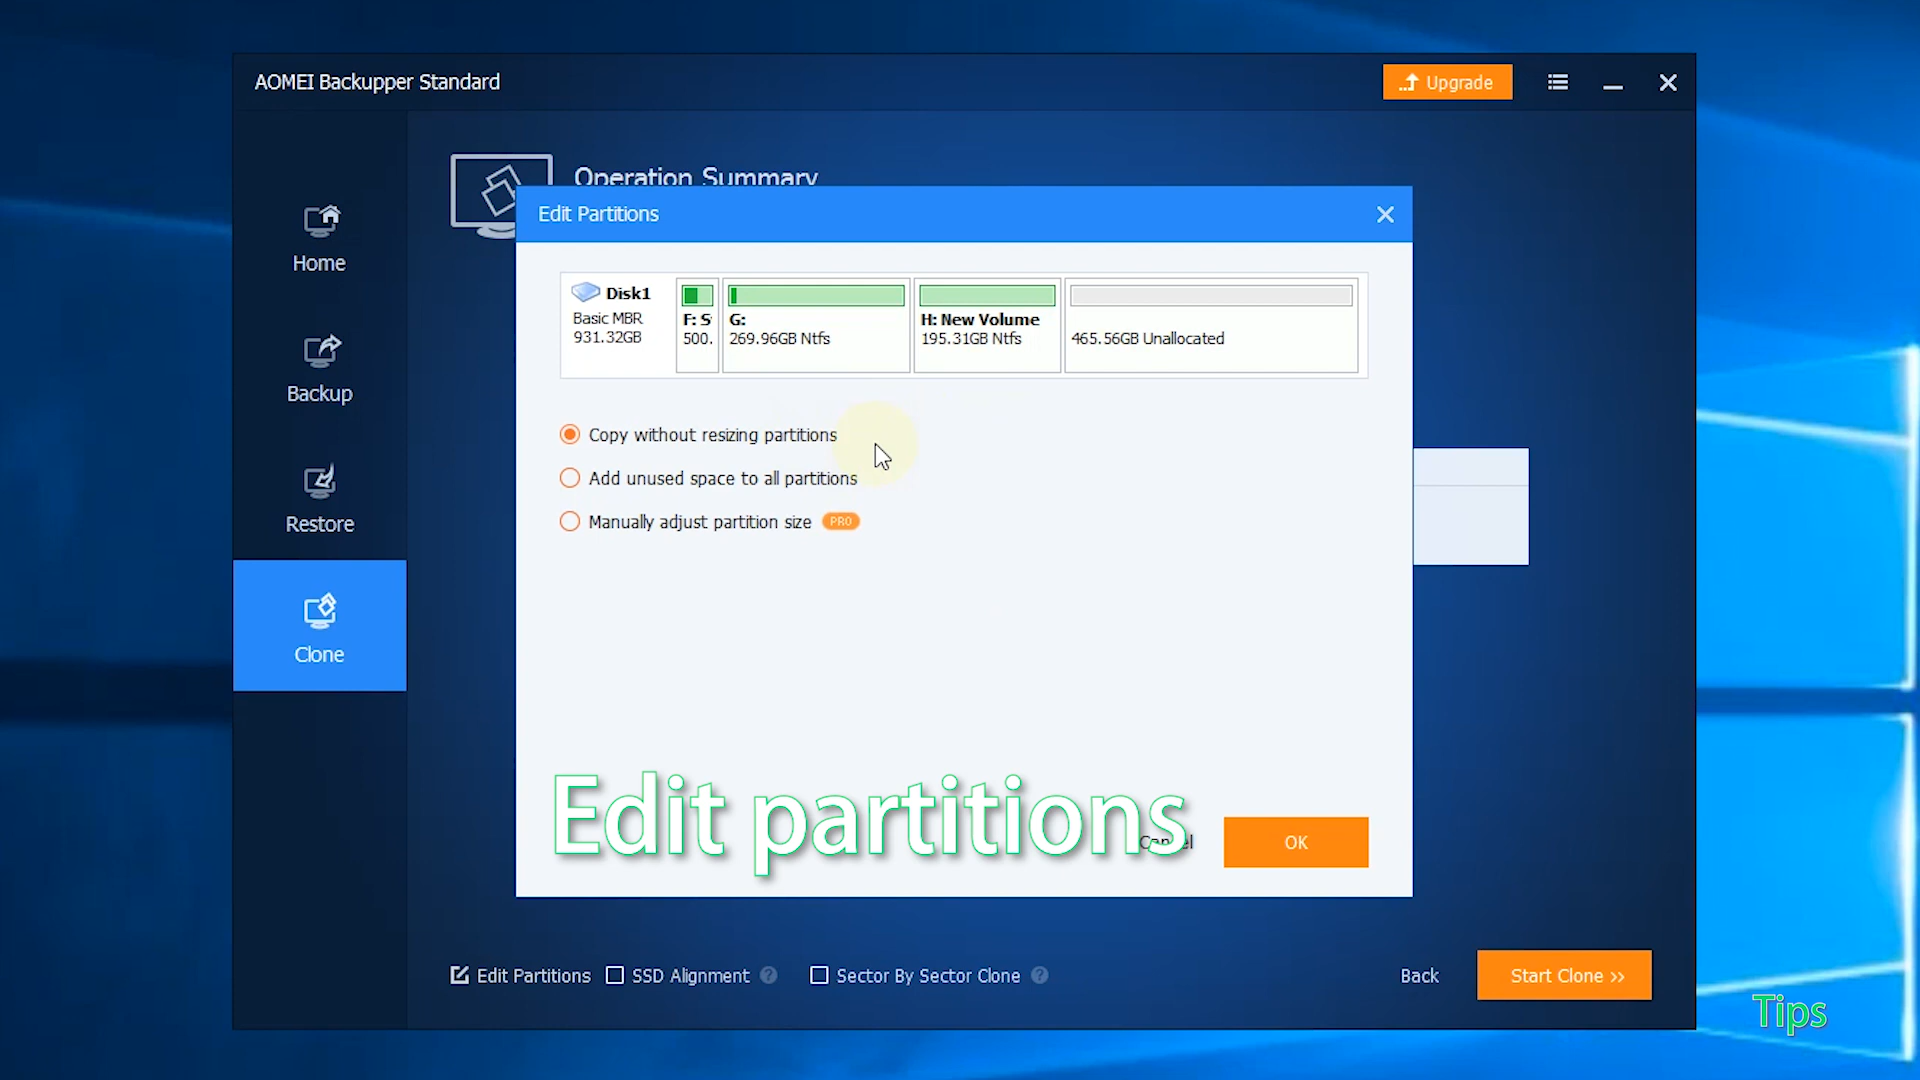 AOMEI Backupper Standard
Upgrade
Operation Summary
Edit Partitions
Home
Backup
Restore
Clone
Disk1
Basic MBR
931.32GB
F: S
500.
G:
269.96GB Ntfs
H: New Volume
195.31GB Ntfs
465.56GB Unallocated
Copy without resizing partitions
Add unused space to all partitions
Manually adjust partition size PRO
Edit partitions
Cancel
OK
Edit Partitions
SSD Alignment ?
Sector By Sector Clone ?
Back
Start Clone >>
Tips